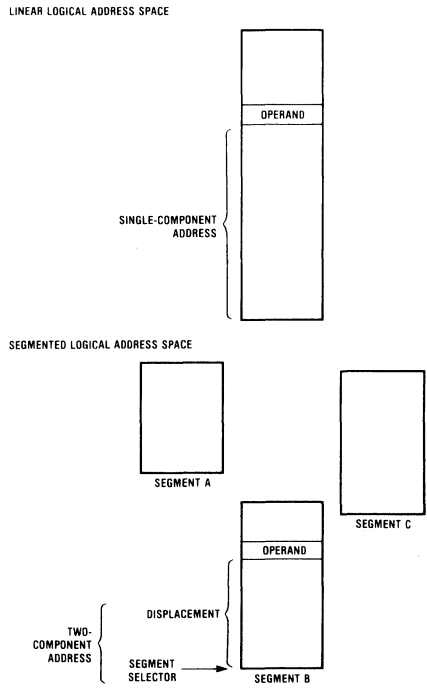 LINEAR LOGICAL ADDRESS SPACE
OPERAND
SINGLE-COMPONENT
ADDRESS
SEGMENTED LOGICAL ADDRESS SPACE
SEGMENT A
SEGMENT C
OPERAND
DISPLACEMENT
TWO-
COMPONENT
ADDRESS
SEGMENT
SELECTOR
SEGMENT B